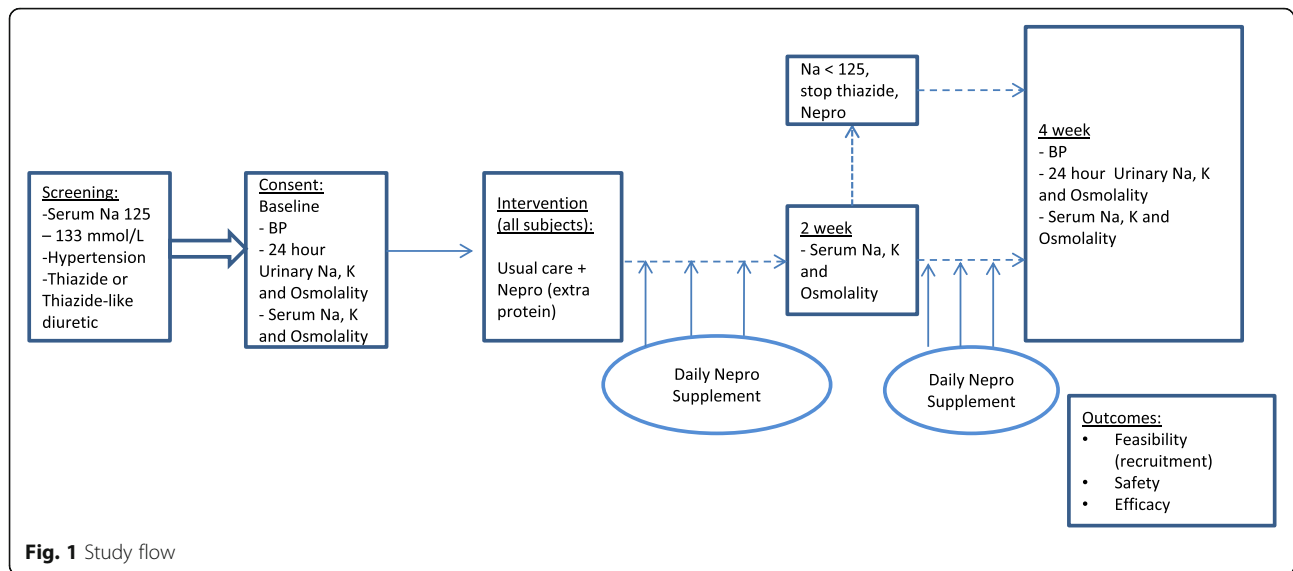 Screening:
-Serum Na 125
– 133 mmol/L
-Hypertension
-Thiazide or
Thiazide-like
diuretic
Consent:
Baseline
- BP
- 24 hour
Urinary Na, K
and Osmolality
- Serum Na, K
and Osmolality
Intervention
(all subjects):
Usual care +
Nepro (extra
protein)
Daily Nepro
Supplement
Na < 125,
stop thiazide,
Nepro
2 week
- Serum Na, K
and
Osmolality
Daily Nepro
Supplement
4 week
- BP
- 24 hour Urinary Na, K
and Osmolality
- Serum Na, K and
Osmolality
Outcomes:
• Feasibility
(recruitment)
• Safety
• Efficacy
Fig. 1 Study flow